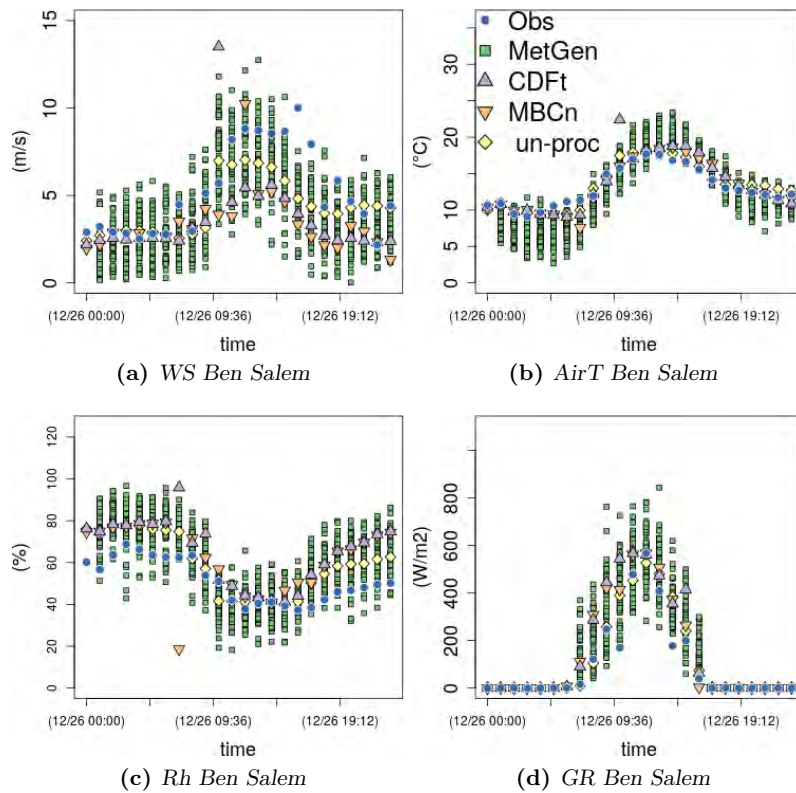 15
10
5
0
(m/s)
(12/26 00:00)
(12/26 09:36)
(12/26 19:12)
time
(a) WS Ben Salem
Obs
MetGen
CDFt
MBCn
un-proc
30
20
15
10
5
0
(°C)
(12/26 00:00)
(12/26 09:36)
(12/26 19:12)
time
(b) AirT Ben Salem
120
100
80
60
40
20
0
(%)
(12/26 00:00)
(12/26 09:36)
(12/26 19:12)
time
(c) Rh Ben Salem
800
600
400
200
0
(W/m2)
(12/26 00:00)
(12/26 09:36)
(12/26 19:12)
time
(d) GR Ben Salem